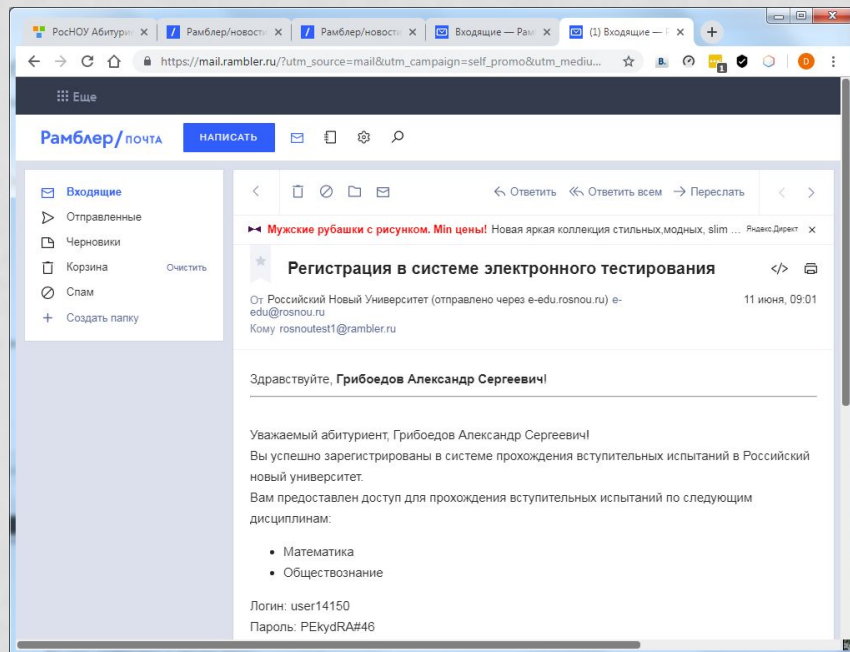 РосНОУ Абитури
Рамблер/новости
Рамблер/новости
Входящие — Рам
(1) Входящие —
https://mail.rambler.ru/?utm_source=mail&utm_campaign=self_promo&utm_mediu...
B.
1
D
Еще
Рамблер/почта
НАПИСАТЬ
Входящие
Отправленные
Черновики
Корзина Очистить
Спам
+ Создать папку
Ответить Ответить всем Переслать
Мужские рубашки с рисунком. Min цены! Новая яркая коллекция стильных,модных, slim ... Яндекс.Директ
Регистрация в системе электронного тестирования
От Российский Новый Университет (отправлено через e-edu.rosnou.ru) e-
edu@rosnou.ru
11 июня, 09:01
Кому rosnoutest1@rambler.ru
Здравствуйте, Грибоедов Александр Сергеевич!
Уважаемый абитуриент, Грибоедов Александр Сергеевич!
Вы успешно зарегистрированы в системе прохождения вступительных испытаний в Российский
новый университет.
Вам предоставлен доступ для прохождения вступительных испытаний по следующим
дисциплинам:
• Математика
• Обществознание
Логин: user14150
Пароль: PEkydRA#46